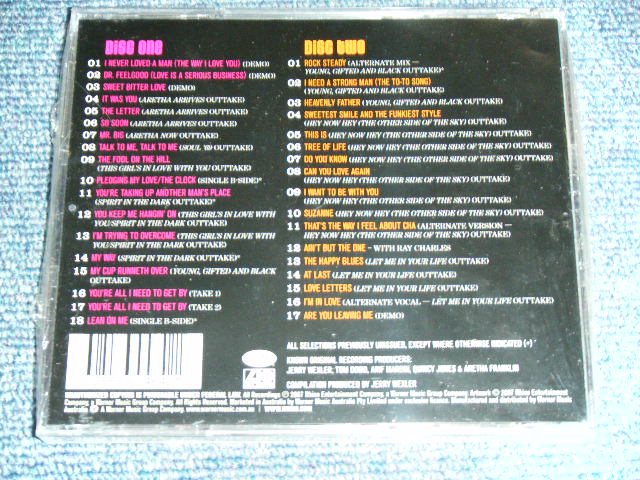 DISC ONE
01 I NEVER LOVED A MAN (THE WAY I LOVE YOU) (DEMO)
02 DR. FEELGOOD (LOVE IS A SERIOUS BUSINESS) (DEMO)
03 SWEET BITTER LOVE (DEMO)
04 IT WAS YOU (ARETHA ARRIVES OUTTAKE)
05 THE LETTER (ARETHA ARRIVES OUTTAKE)
06 SO SOON (ARETHA ARRIVES OUTTAKE)
07 MR. BIG (ARETHA NOW OUTTAKE)
08 TALK TO ME, TALK TO ME (SOUL '69 OUTTAKE)
09 THE FOOL ON THE HILL
(THIS GIRL'S IN LOVE WITH YOU OUTTAKE)
10 PLEDGING MY LOVE/THE CLOCK (SINGLE B-SIDE)*
11 YOU'RE TAKING UP ANOTHER MAN'S PLACE
(SPIRIT IN THE DARK OUTTAKE)*
12 YOU KEEP ME HANGIN' ON (THIS GIRL'S IN LOVE WITH
YOU/SPIRIT IN THE DARK OUTTAKE)
13 I'M TRYING TO OVERCOME (THIS GIRL'S IN LOVE WITH
YOU/SPIRIT IN THE DARK OUTTAKE)
14 MY WAY (SPIRIT IN THE DARK OUTTAKE)*
15 MY CUP RUNNETH OVER (YOUNG, GIFTED AND BLACK
OUTTAKE)
16 YOU'RE ALL I NEED TO GET BY (TAKE 1)
17 YOU'RE ALL I NEED TO GET BY (TAKE 2)
18 LEAN ON ME (SINGLE B-SIDE)*
DISC TWO
01 ROCK STEADY (ALTERNATE MIX –
YOUNG, GIFTED AND BLACK OUTTAKE)*
02 I NEED A STRONG MAN (THE TO-TO SONG)
(YOUNG, GIFTED AND BLACK OUTTAKE)
03 HEAVENLY FATHER (YOUNG, GIFTED AND BLACK OUTTAKE)
04 SWEETEST SMILE AND THE FUNKIEST STYLE
(HEY NOW HEY [THE OTHER SIDE OF THE SKY] OUTTAKE)
05 THIS IS (HEY NOW HEY [THE OTHER SIDE OF THE SKY] OUTTAKE)
06 TREE OF LIFE (HEY NOW HEY [THE OTHER SIDE OF THE SKY] OUTTAKE)
07 DO YOU KNOW (HEY NOW HEY [THE OTHER SIDE OF THE SKY] OUTTAKE)
08 CAN YOU LOVE AGAIN
(HEY NOW HEY [THE OTHER SIDE OF THE SKY] OUTTAKE)
09 I WANT TO BE WITH YOU
(HEY NOW HEY [THE OTHER SIDE OF THE SKY] OUTTAKE)
10 SUZANNE (HEY NOW HEY [THE OTHER SIDE OF THE SKY] OUTTAKE)
11 THAT'S THE WAY I FEEL ABOUT CHA (ALTERNATE VERSION –
HEY NOW HEY [THE OTHER SIDE OF THE SKY] OUTTAKE)
12 AIN'T BUT THE ONE – WITH RAY CHARLES
13 THE HAPPY BLUES (LET ME IN YOUR LIFE OUTTAKE)
14 AT LAST (LET ME IN YOUR LIFE OUTTAKE)
15 LOVE LETTERS (LET ME IN YOUR LIFE OUTTAKE)
16 I'M IN LOVE (ALTERNATE VOCAL – LET ME IN YOUR LIFE OUTTAKE)
17 ARE YOU LEAVING ME (DEMO)
ALL SELECTIONS PREVIOUSLY UNISSUED, EXCEPT WHERE OTHERWISE INDICATED (*)
KNOWN ORIGINAL RECORDING PRODUCERS:
JERRY WEXLER; TOM DOWD, ARIF MARDIN, QUINCY JONES & ARETHA FRANKLIN
COMPILATION PRODUCED BY JERRY WEXLER